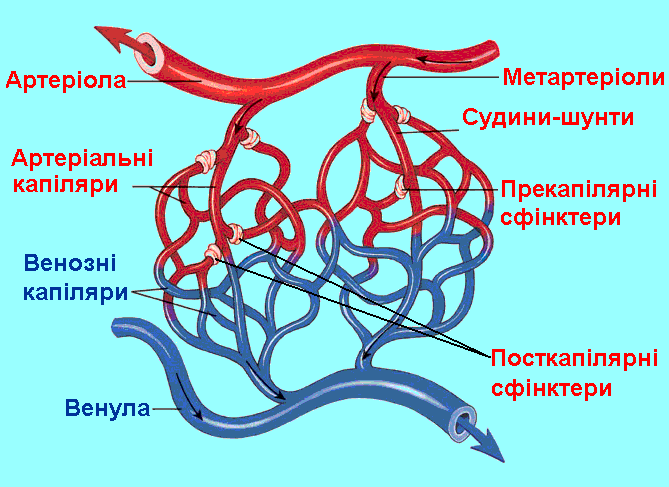 Артеріола
Метартеріоли
Судини-шунти
Артеріальні
капіляри
Прекапілярні
сфінктери
Венозні
капіляри
Посткапілярні
сфінктери
Венула